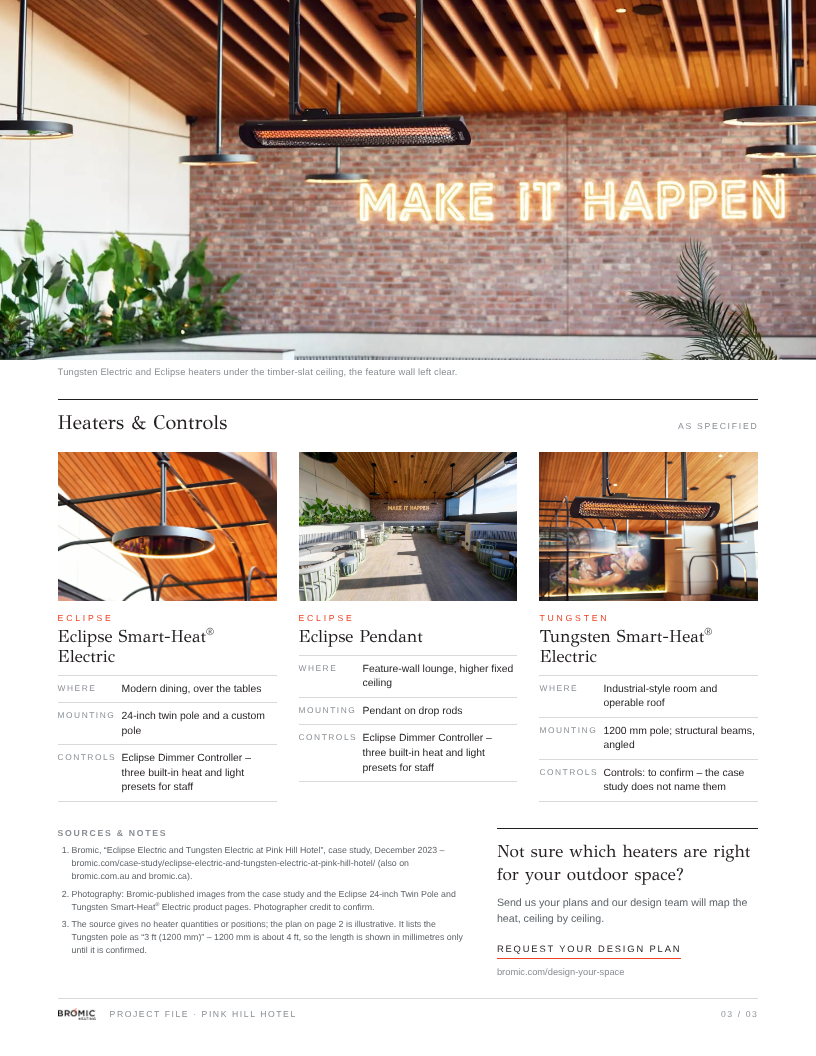 MAKE iT HAPPEN
Tungsten Electric and Eclipse heaters under the timber-slat ceiling, the feature wall left clear.
Heaters & Controls
AS SPECIFIED
MAKE iT HAPPEN
ECLIPSE
Eclipse Smart-Heat®
Electric
WHERE Modern dining, over the tables
MOUNTING 24-inch twin pole and a custom
pole
CONTROLS Eclipse Dimmer Controller –
three built-in heat and light
presets for staff
ECLIPSE
Eclipse Pendant
WHERE Feature-wall lounge, higher fixed
ceiling
MOUNTING Pendant on drop rods
CONTROLS Eclipse Dimmer Controller –
three built-in heat and light
presets for staff
TUNGSTEN
Tungsten Smart-Heat®
Electric
WHERE Industrial-style room and
operable roof
MOUNTING 1200 mm pole; structural beams,
angled
CONTROLS Controls: to confirm – the case
study does not name them
SOURCES & NOTES
1. Bromic, “Eclipse Electric and Tungsten Electric at Pink Hill Hotel”, case study, December 2023 –
bromic.com/case-study/eclipse-electric-and-tungsten-electric-at-pink-hill-hotel/ (also on
bromic.com.au and bromic.ca).
2. Photography: Bromic-published images from the case study and the Eclipse 24-inch Twin Pole and
Tungsten Smart-Heat® Electric product pages. Photographer credit to confirm.
3. The source gives no heater quantities or positions; the plan on page 2 is illustrative. It lists the
Tungsten pole as “3 ft (1200 mm)” – 1200 mm is about 4 ft, so the length is shown in millimetres only
until it is confirmed.
Not sure which heaters are right
for your outdoor space?
Send us your plans and our design team will map the
heat, ceiling by ceiling.
REQUEST YOUR DESIGN PLAN
bromic.com/design-your-space
BROMIC
HEATING
PROJECT FILE · PINK HILL HOTEL
03 / 03